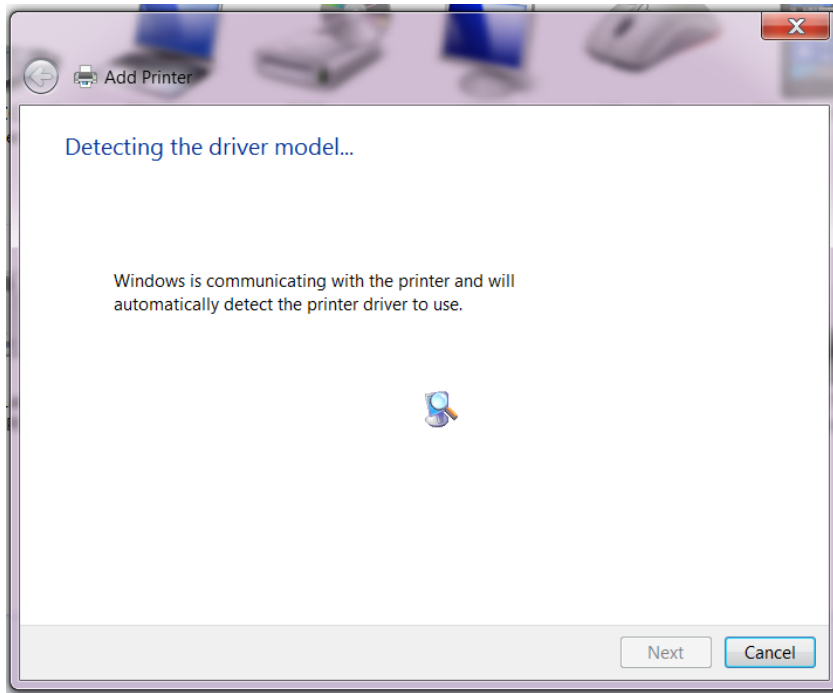 Add Printer
Detecting the driver model...
Windows is communicating with the printer and will
automatically detect the printer driver to use.
Next
Cancel